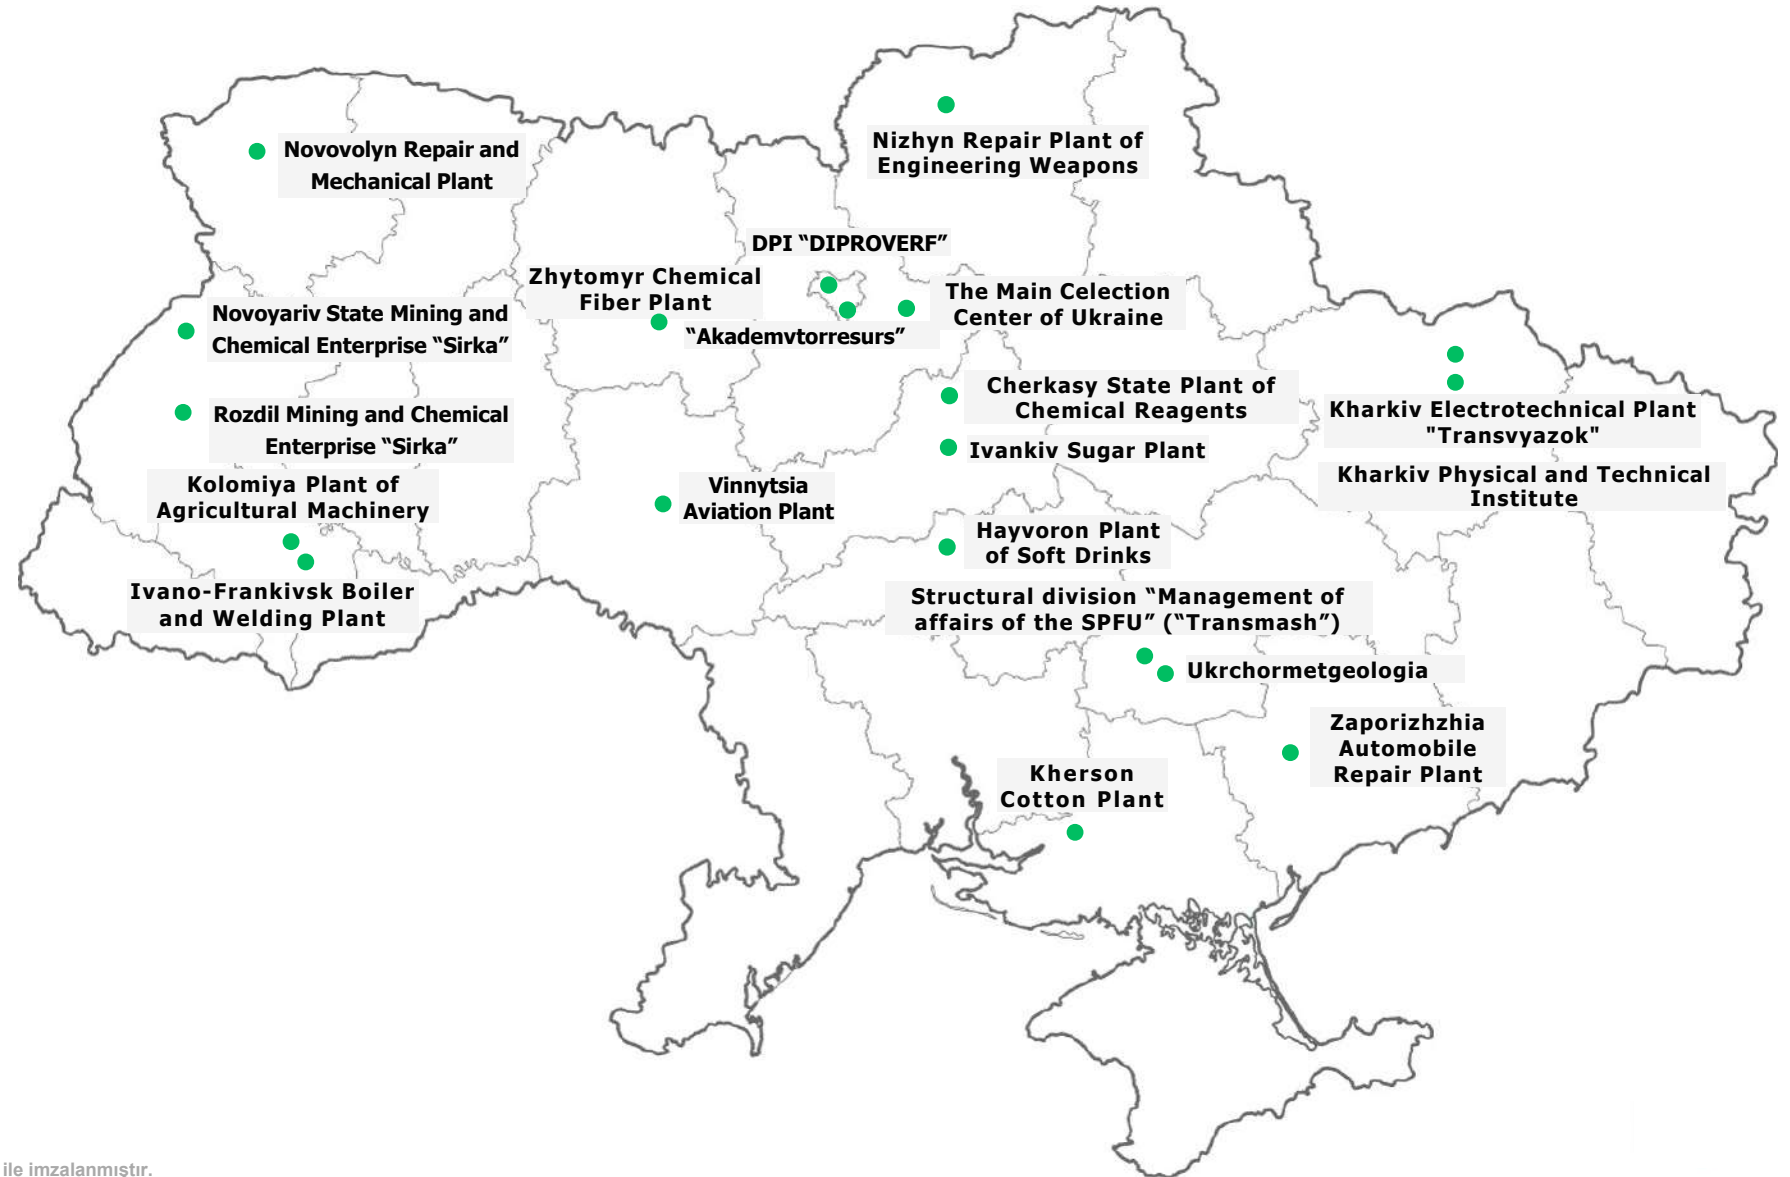 Novovolyn Repair and
Mechanical Plant
Nizhyn Repair Plant of
Engineering Weapons
DPI “DIPROVERF”
Zhytomyr Chemical
Fiber Plant
“Akademvtorresurs”
The Main Celection
Center of Ukraine
Novoyariv State Mining and
Chemical Enterprise “Sirka”
Rozdil Mining and Chemical
Enterprise “Sirka”
Cherkasy State Plant of
Chemical Reagents
Ivankiv Sugar Plant
Kharkiv Electrotechnical Plant
"Transvyazok"
Kharkiv Physical and Technical
Institute
Kolomiya Plant of
Agricultural Machinery
Vinnytsia
Aviation Plant
Hayvoron Plant
of Soft Drinks
Ivano-Frankivsk Boiler
and Welding Plant
Structural division “Management of
affairs of the SPFU” (“Transmash”)
Ukrchormetgeologia
Zaporizhzhia
Automobile
Repair Plant
Kherson
Cotton Plant
ile imzalanmıştır.